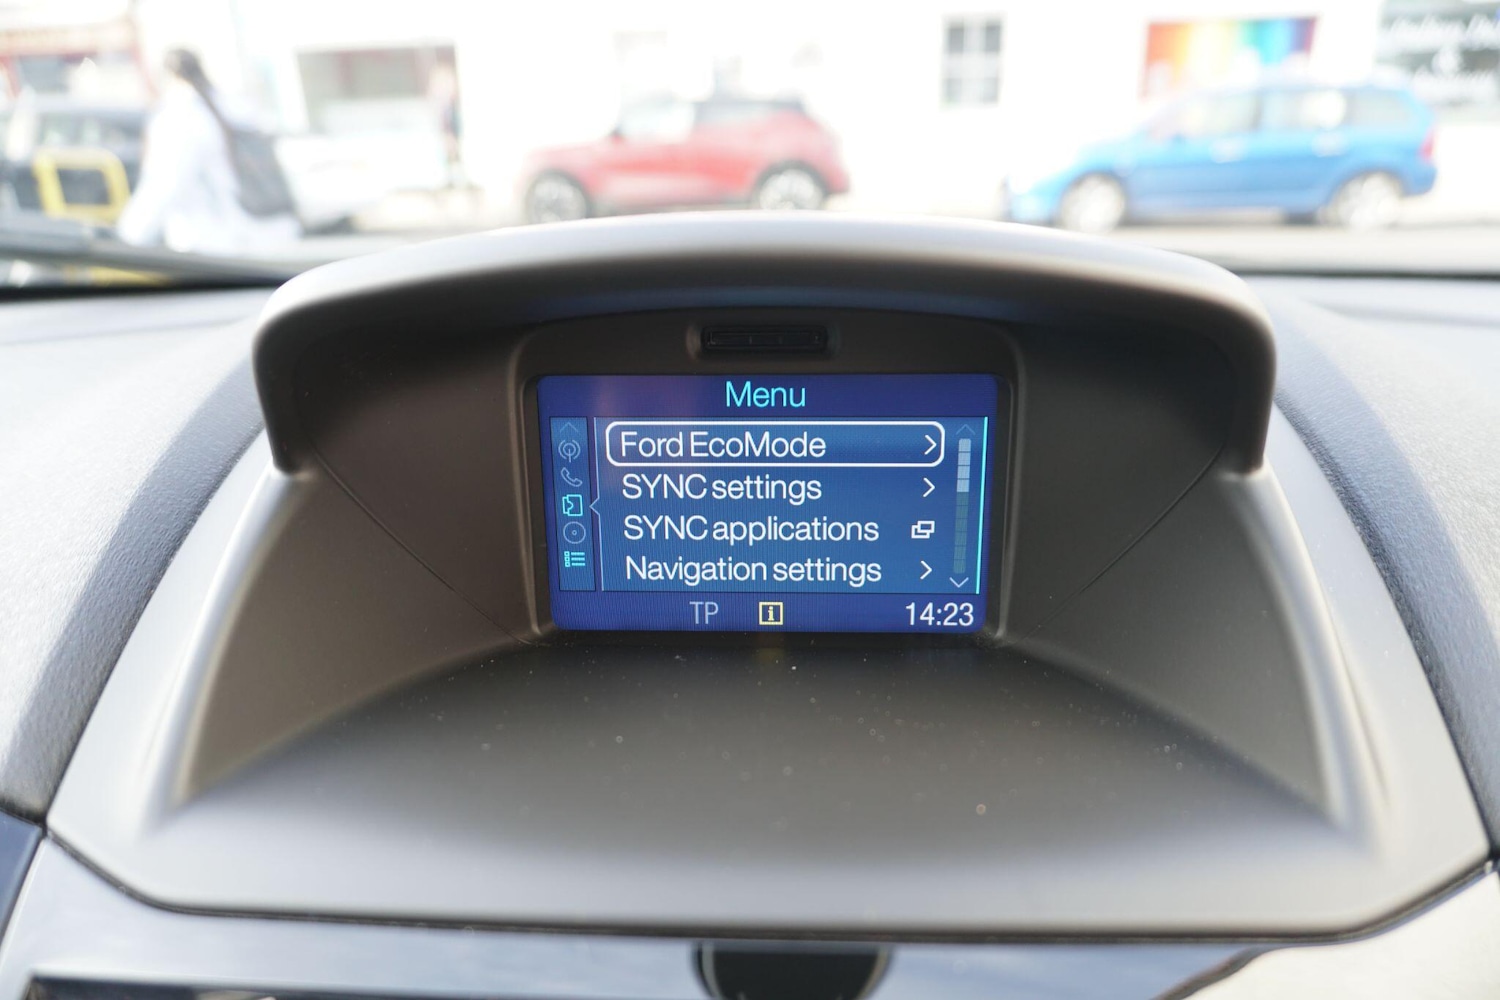 Menu
Ford EcoMode
SYNC settings
SYNC applications
Navigation settings
TP i 14:23